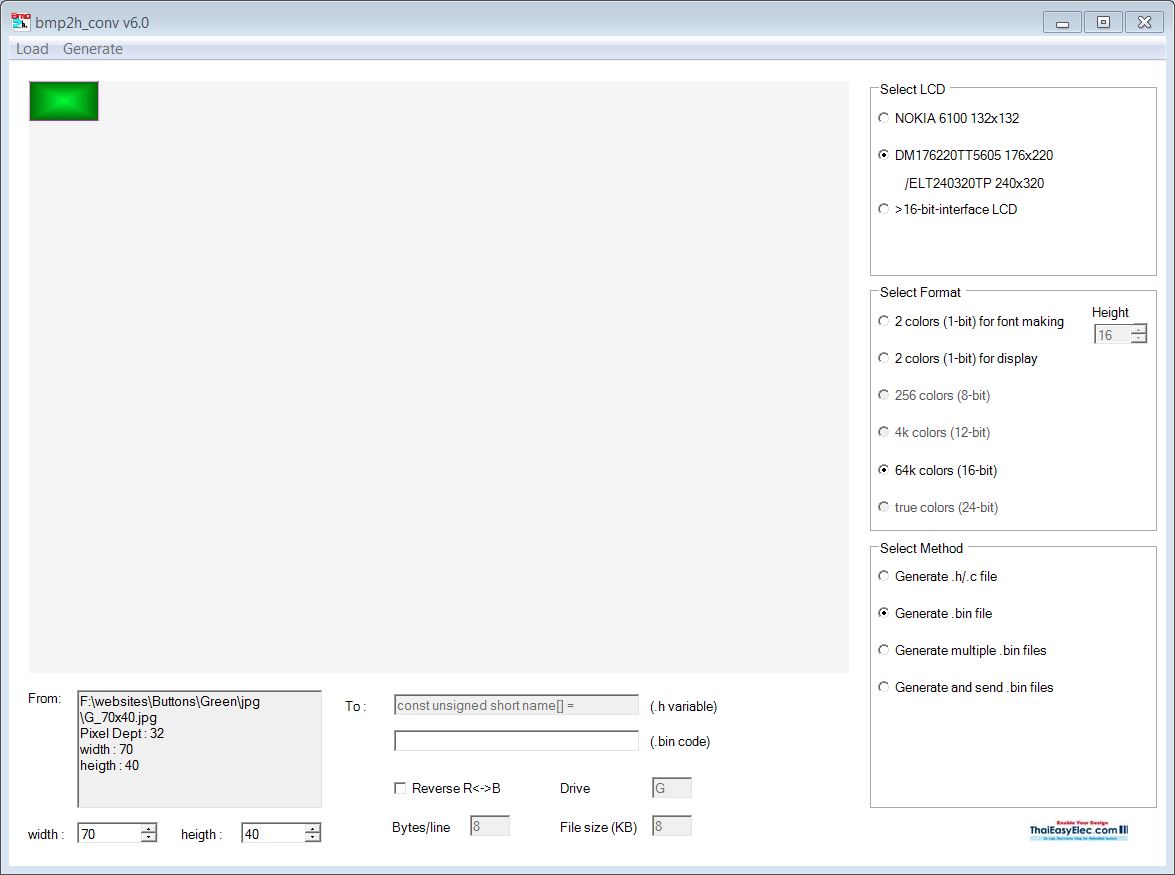 Bmp
2h.
bmp2h_conv v6.0
Load Generate
Select LCD
NOKIA 6100 132x132
DM176220TT5605 176x220
/ELT240320TP 240x320
>16-bit-interface LCD
Select Format
Height
2 colors (1-bit) for font making
16
2 colors (1-bit) for display
256 colors (8-bit)
4k colors (12-bit)
64k colors (16-bit)
true colors (24-bit)
Select Method
Generate .h/.c file
Generate .bin file
Generate multiple .bin files
Generate and send .bin files
From:
F:\websites\Buttons\Green\jpg
\G_70x40.jpg
Pixel Dept : 32
width : 70
heigth : 40
To :
const unsigned short name[] =
(.h variable)
(.bin code)
Reverse R<->B
Drive
G
Bytes/line
8
File size (KB)
8
width :
70
heigth :
40
Enable Your Design
ThaiEasyElec.com